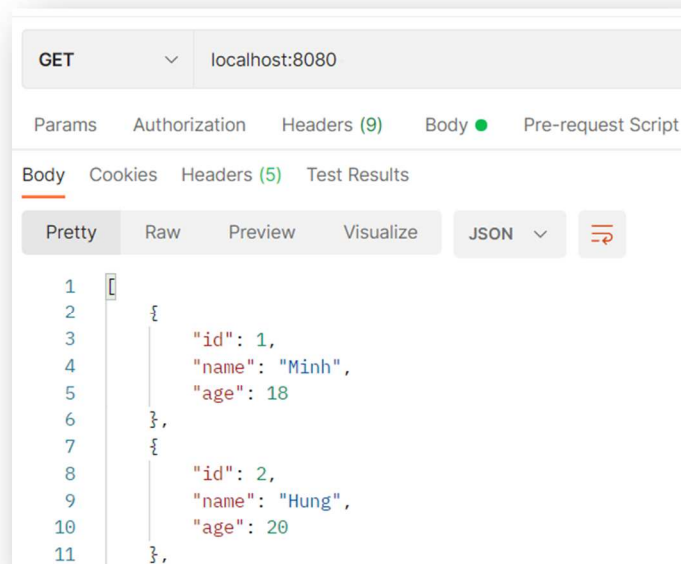 GET localhost:8080
Params Authorization Headers (9) Body Pre-request Script
Body Cookies Headers (5) Test Results
Pretty Raw Preview Visualize JSON
1 [
2 {
3 "id": 1,
4 "name": "Minh",
5 "age": 18
6 },
7 {
8 "id": 2,
9 "name": "Hung",
10 "age": 20
11 },